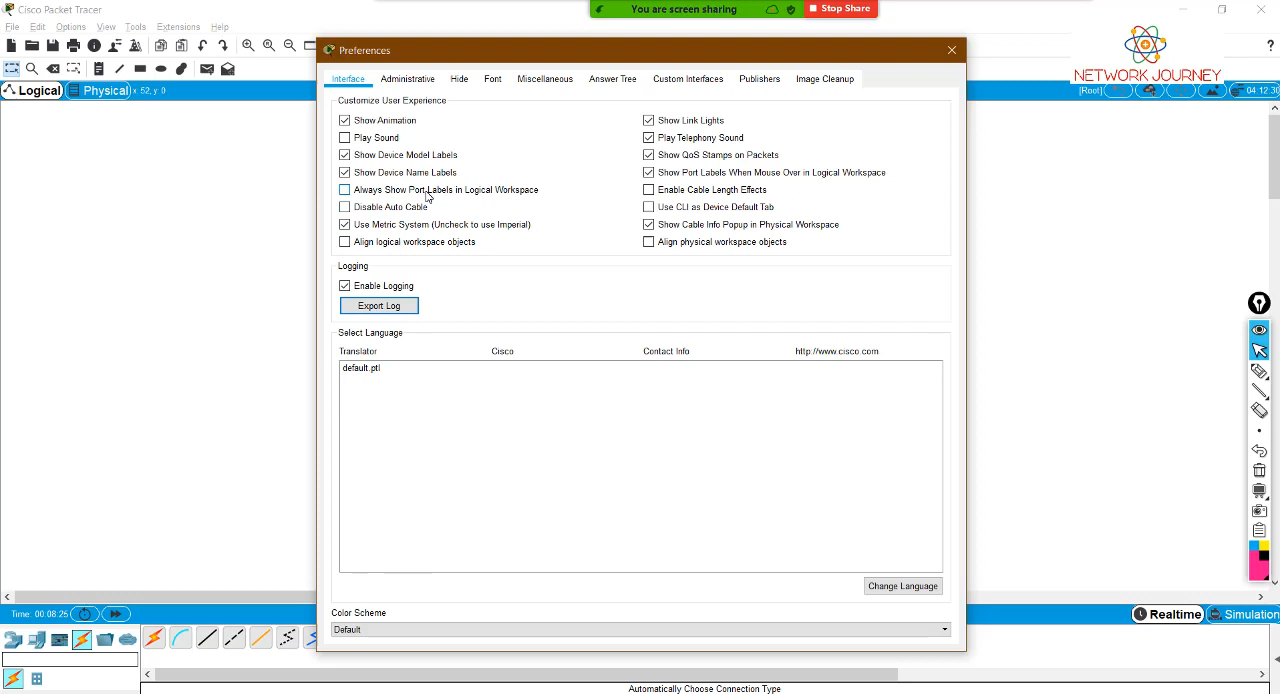 Cisco Packet Tracer
You are screen sharing
Stop Share
File Edit Options View Tools Extensions Help
NETWORK JOURNEY
Logical Physical x: 52, y: 0
[Root] 04:12:30
Preferences
Interface Administrative Hide Font Miscellaneous Answer Tree Custom Interfaces Publishers Image Cleanup
Customize User Experience
Show Animation Show Link Lights
Play Sound Play Telephony Sound
Show Device Model Labels Show QoS Stamps on Packets
Show Device Name Labels Show Port Labels When Mouse Over in Logical Workspace
Always Show Port Labels in Logical Workspace Enable Cable Length Effects
Disable Auto Cable Use CLI as Device Default Tab
Use Metric System (Uncheck to use Imperial) Show Cable Info Popup in Physical Workspace
Align logical workspace objects Align physical workspace objects
Logging
Enable Logging
Export Log
Select Language
Translator Cisco Contact Info http://www.cisco.com
default.ptl
Change Language
Color Scheme
Default
Time: 00:08:25
Realtime Simulation
Automatically Choose Connection Type